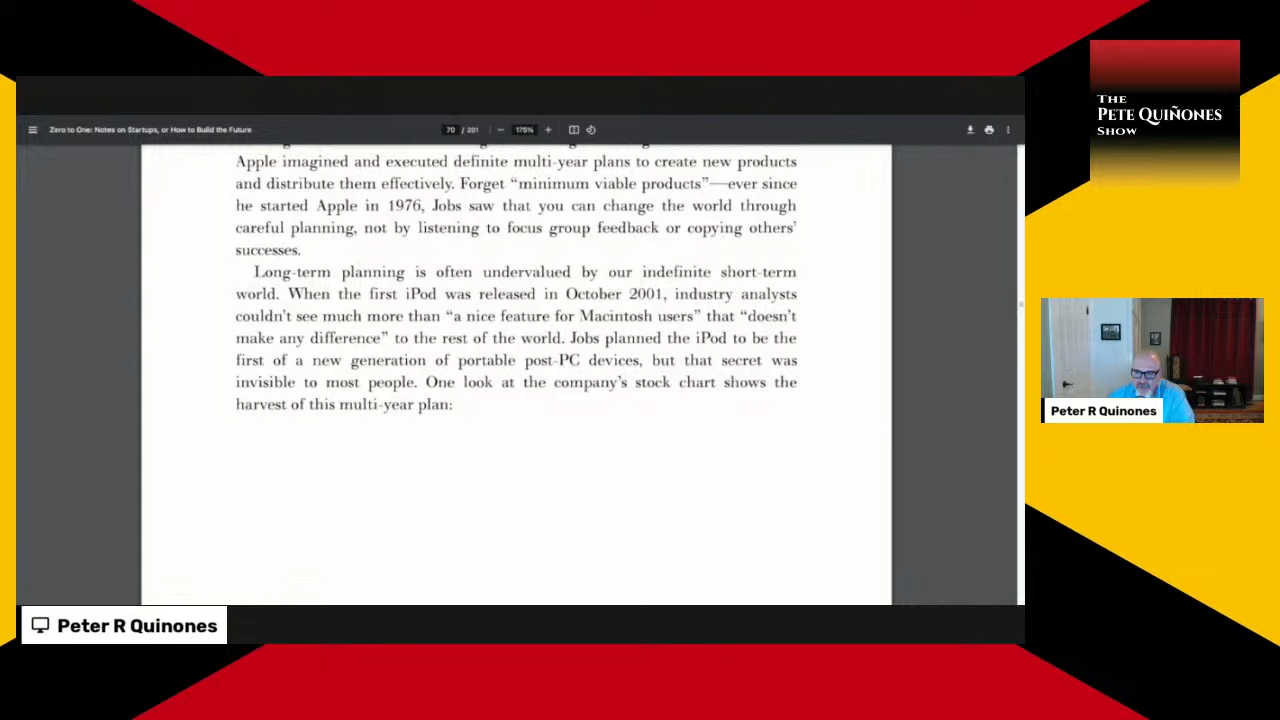 THE
PETE QUIÑONES
SHOW
Zero to One: Notes on Startups, or How to Build the Future
70 / 201
175%
Apple imagined and executed definite multi-year plans to create new products
and distribute them effectively. Forget “minimum viable products”—ever since
he started Apple in 1976, Jobs saw that you can change the world through
careful planning, not by listening to focus group feedback or copying others’
successes.
Long-term planning is often undervalued by our indefinite short-term
world. When the first iPod was released in October 2001, industry analysts
couldn’t see much more than “a nice feature for Macintosh users” that “doesn’t
make any difference” to the rest of the world. Jobs planned the iPod to be the
first of a new generation of portable post-PC devices, but that secret was
invisible to most people. One look at the company’s stock chart shows the
harvest of this multi-year plan:
Peter R Quinones
Peter R Quinones